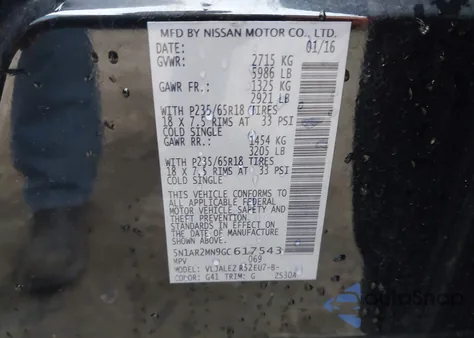 MFD BY NISSAN MOTOR CO., LTD.
DATE: 01/16
GVWR: 2715 KG
5986 LB
GAWR FR.: 1325 KG
2921 LB
WITH P235/65R18 TIRES
18 X 7.5 RIMS AT 33 PSI
COLD SINGLE
GAWR RR.: 1454 KG
3205 LB
WITH P235/65R18 TIRES
18 X 7.5 RIMS AT 33 PSI
COLD SINGLE
THIS VEHICLE CONFORMS TO
ALL APPLICABLE FEDERAL
MOTOR VEHICLE SAFETY AND
THEFT PREVENTION
STANDARDS IN EFFECT ON
THE DATE OF MANUFACTURE
SHOWN ABOVE.
5N1AR2MN9GC617543
MPV 069
MODEL: VLJALEZ
COLOR: G41 TRIM: G 2530A
AutoSnap